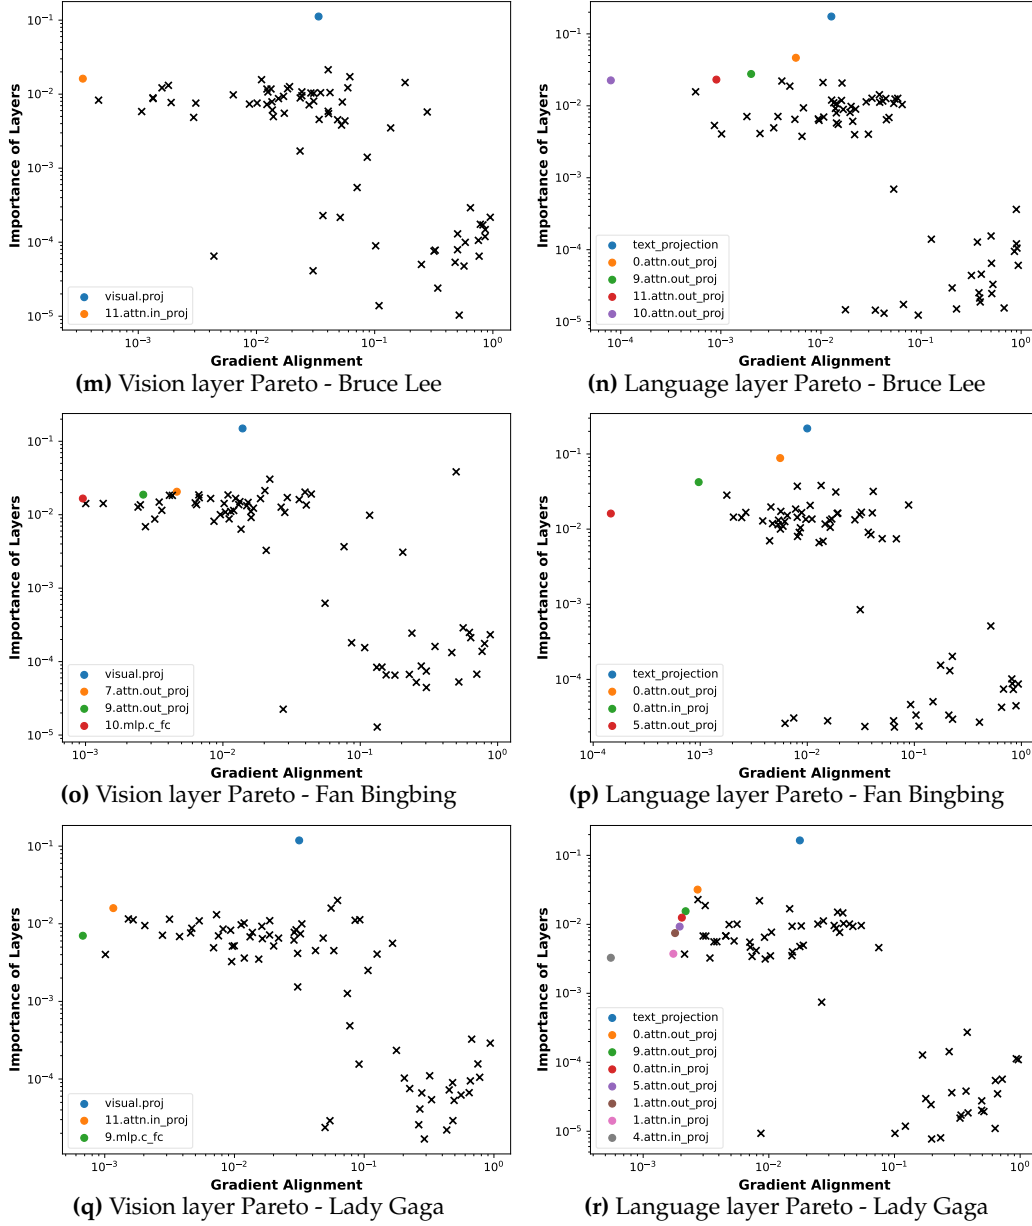 10⁻¹
10⁻²
10⁻³
10⁻⁴
10⁻⁵
Importance of Layers
visual.proj
11.attn.in_proj
10⁻³
10⁻²
10⁻¹
10⁰
Gradient Alignment
(m) Vision layer Pareto - Bruce Lee
10⁻¹
10⁻²
10⁻³
10⁻⁴
10⁻⁵
Importance of Layers
text_projection
0.attn.out_proj
9.attn.out_proj
11.attn.out_proj
10.attn.out_proj
10⁻⁴
10⁻³
10⁻²
10⁻¹
10⁰
Gradient Alignment
(n) Language layer Pareto - Bruce Lee
10⁻¹
10⁻²
10⁻³
10⁻⁴
10⁻⁵
Importance of Layers
visual.proj
7.attn.out_proj
9.attn.out_proj
10.mlp.c_fc
10⁻³
10⁻²
10⁻¹
10⁰
Gradient Alignment
(o) Vision layer Pareto - Fan Bingbing
10⁻¹
10⁻²
10⁻³
10⁻⁴
10⁻⁵
Importance of Layers
text_projection
0.attn.out_proj
0.attn.in_proj
5.attn.out_proj
10⁻⁴
10⁻³
10⁻²
10⁻¹
10⁰
Gradient Alignment
(p) Language layer Pareto - Fan Bingbing
10⁻¹
10⁻²
10⁻³
10⁻⁴
Importance of Layers
visual.proj
11.attn.in_proj
9.mlp.c_fc
10⁻³
10⁻²
10⁻¹
10⁰
Gradient Alignment
(q) Vision layer Pareto - Lady Gaga
10⁻¹
10⁻²
10⁻³
10⁻⁴
10⁻⁵
Importance of Layers
text_projection
0.attn.out_proj
9.attn.out_proj
0.attn.in_proj
5.attn.out_proj
1.attn.out_proj
1.attn.in_proj
4.attn.in_proj
10⁻³
10⁻²
10⁻¹
10⁰
Gradient Alignment
(r) Language layer Pareto - Lady Gaga